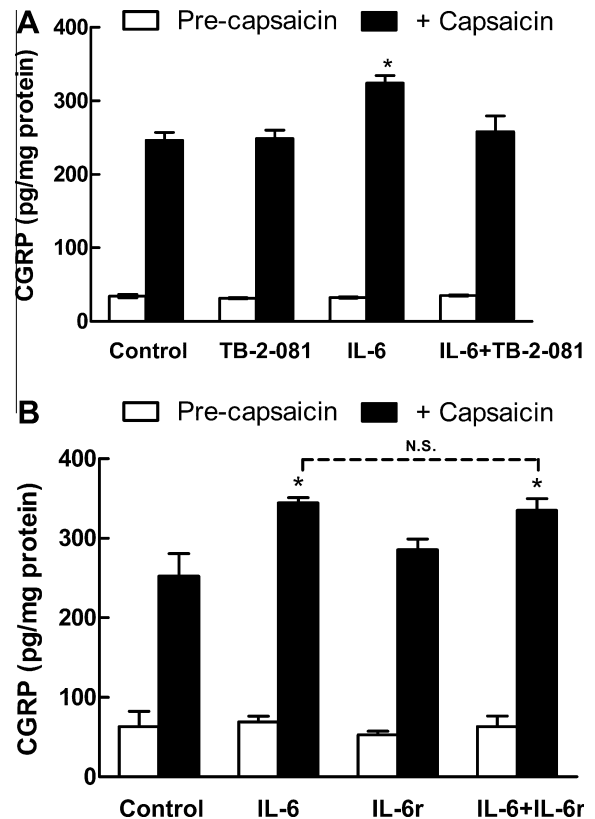 A
Pre-capsaicin + Capsaicin
CGRP (pg/mg protein)
400
300
200
100
0
*
Control TB-2-081 IL-6 IL-6+TB-2-081
B
Pre-capsaicin + Capsaicin
CGRP (pg/mg protein)
400
300
200
100
0
N.S.
* *
Control IL-6 IL-6r IL-6+IL-6r